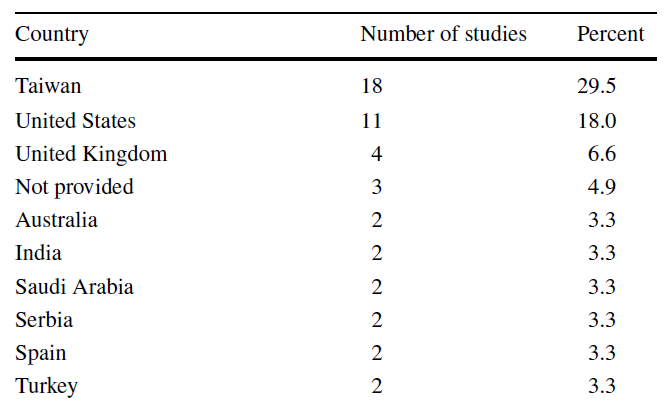 Country Number of studies Percent
Taiwan 18 29.5
United States 11 18.0
United Kingdom 4 6.6
Not provided 3 4.9
Australia 2 3.3
India 2 3.3
Saudi Arabia 2 3.3
Serbia 2 3.3
Spain 2 3.3
Turkey 2 3.3